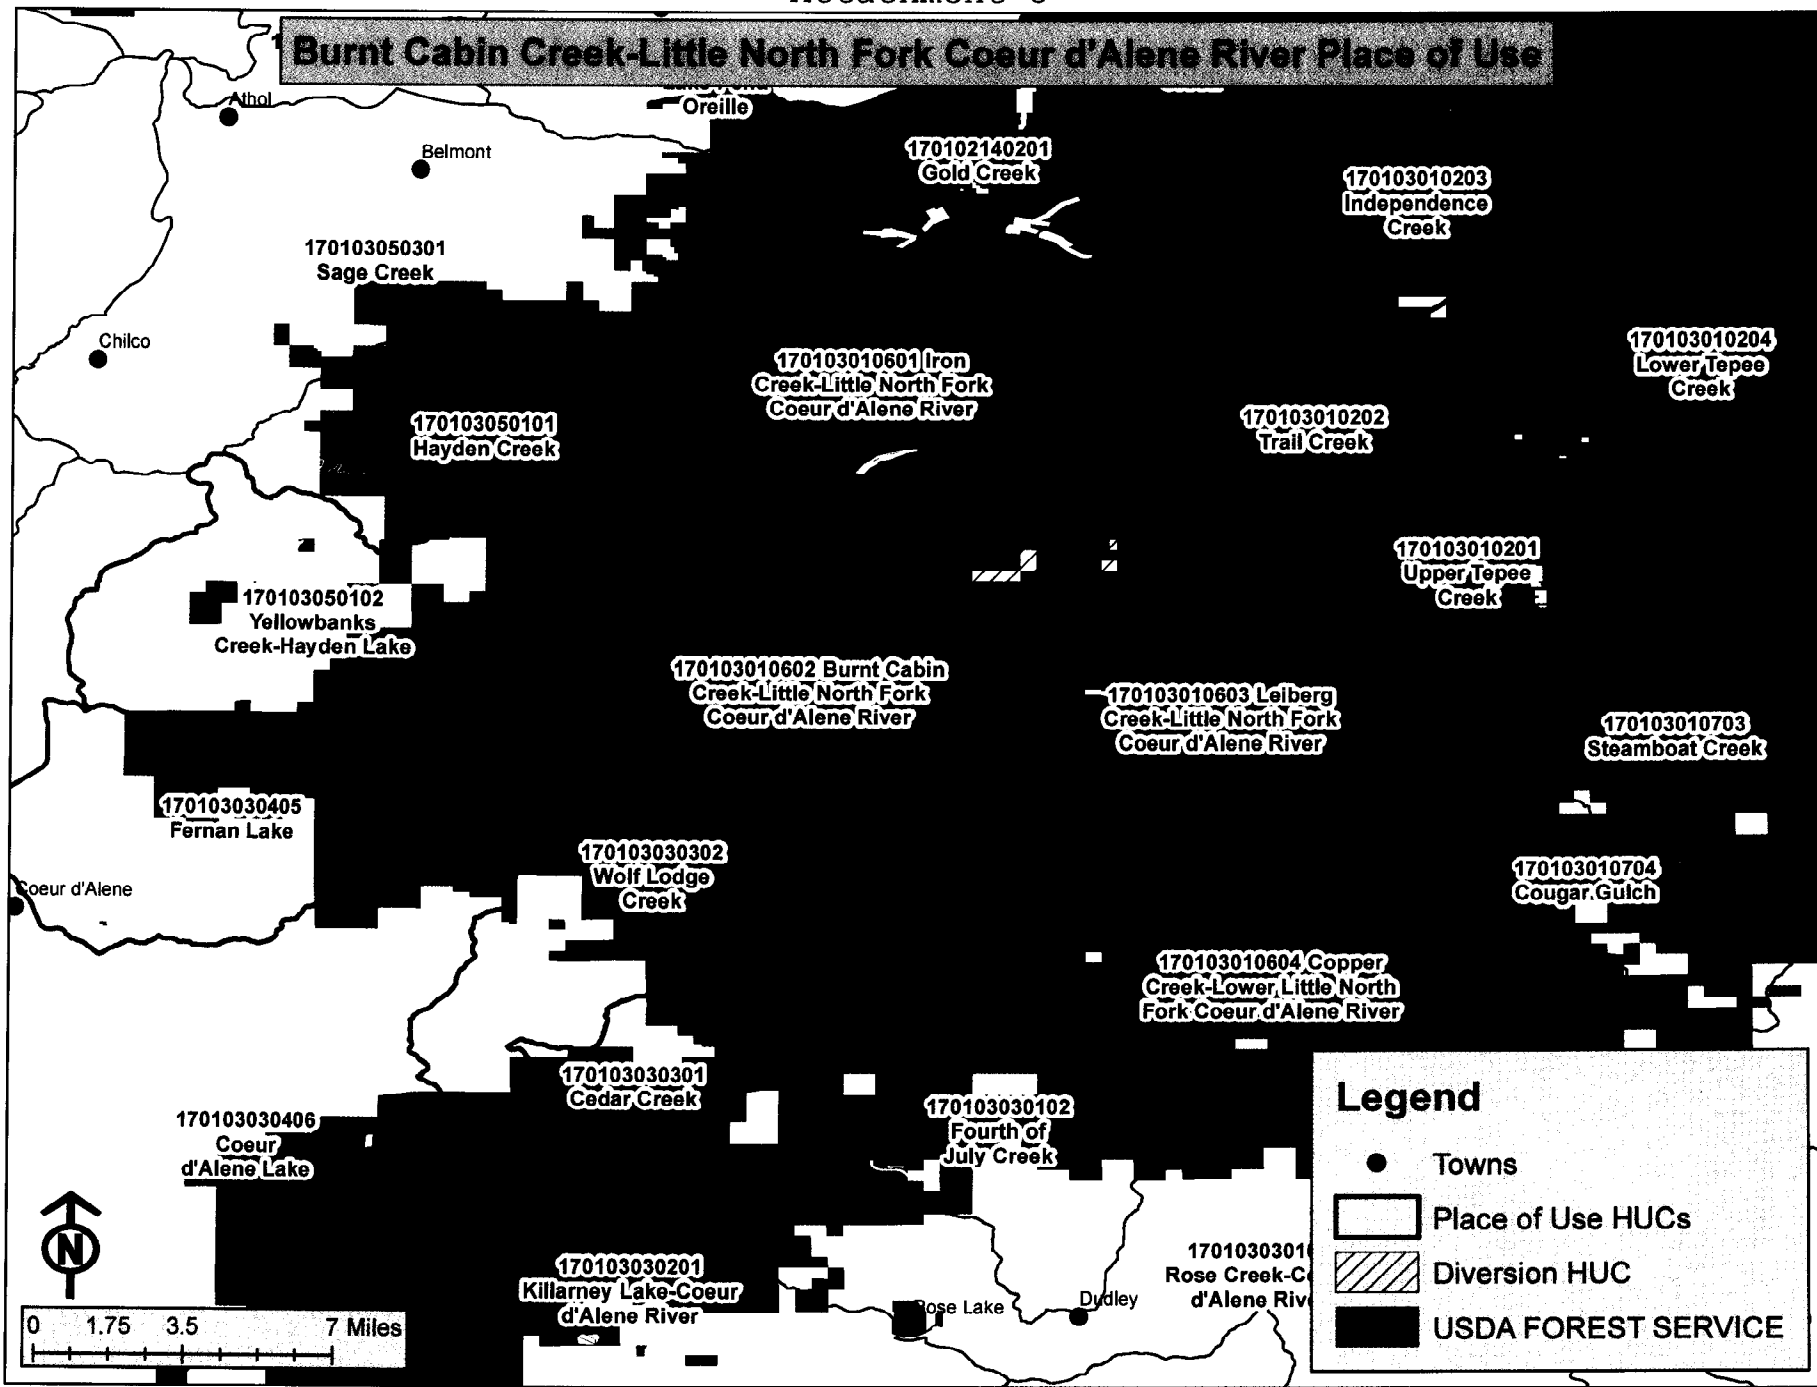 Burnt Cabin Creek-Little North Fork Coeur d'Alene River Place of Use
Athol
Oreille
Belmont
170102140201
Gold Creek
170103010203
Independence
Creek
170103050301
Sage Creek
Chilco
170103010204
Lower Tepee
Creek
170103010601 Iron
Creek-Little North Fork
Coeur d'Alene River
170103050101
Hayden Creek
170103010202
Trail Creek
170103010201
Upper Tepee
Creek
170103050102
Yellowbanks
Creek-Hayden Lake
170103010602 Burnt Cabin
Creek-Little North Fork
Coeur d'Alene River
170103010603 Leiberg
Creek-Little North Fork
Coeur d'Alene River
170103010703
Steamboat Creek
170103030405
Fernan Lake
Coeur d'Alene
170103030302
Wolf Lodge
Creek
170103010704
Cougar Gulch
170103010604 Copper
Creek-Lower Little North
Fork Coeur d'Alene River
170103030301
Cedar Creek
170103030406
Coeur
d'Alene Lake
170103030102
Fourth of
July Creek
170103030201
Killarney Lake-Coeur
d'Alene River
Rose Lake
Dudley
17010303010
Rose Creek-Co
d'Alene Rive
N
0 1.75 3.5 7 Miles
Legend
Towns
Place of Use HUCs
Diversion HUC
USDA FOREST SERVICE